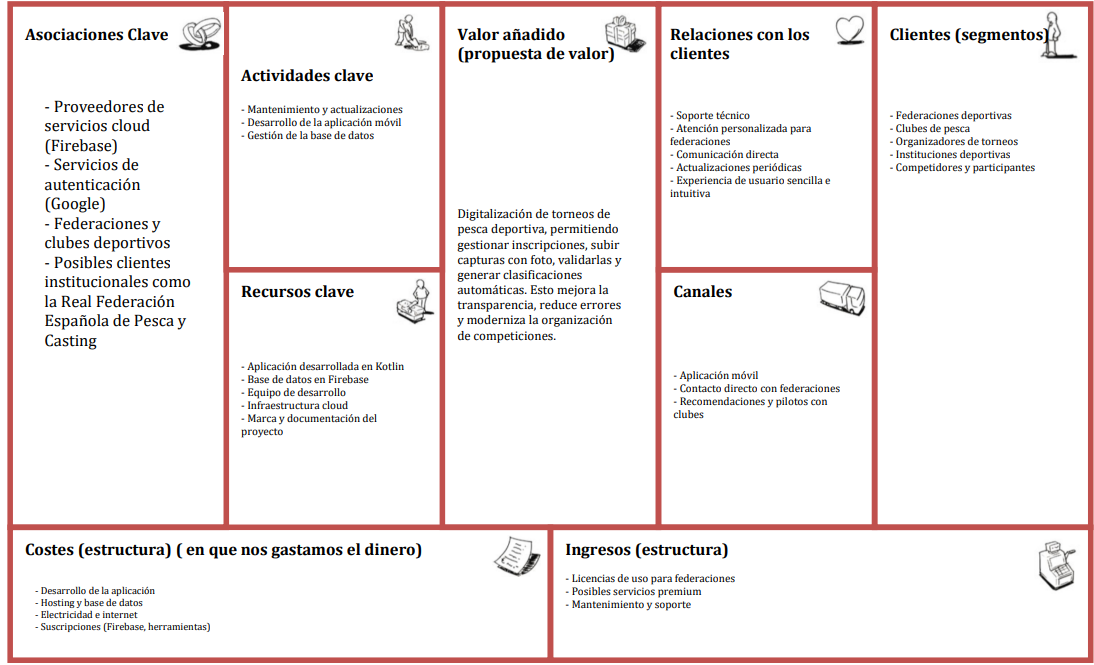 Asociaciones Clave
- Proveedores de
servicios cloud
(Firebase)
- Servicios de
autenticación
(Google)
- Federaciones y
clubes deportivos
- Posibles clientes
institucionales como
la Real Federación
Española de Pesca y
Casting
Actividades clave
- Mantenimiento y actualizaciones
- Desarrollo de la aplicación móvil
- Gestión de la base de datos
Recursos clave
- Aplicación desarrollada en Kotlin
- Base de datos en Firebase
- Equipo de desarrollo
- Infraestructura cloud
- Marca y documentación del
proyecto
Valor añadido
(propuesta de valor)
Digitalización de torneos de
pesca deportiva, permitiendo
gestionar inscripciones, subir
capturas con foto, validarlas y
generar clasificaciones
automáticas. Esto mejora la
transparencia, reduce errores
y moderniza la organización
de competiciones.
Relaciones con los
clientes
- Soporte técnico
- Atención personalizada para
federaciones
- Comunicación directa
- Actualizaciones periódicas
- Experiencia de usuario sencilla e
intuitiva
Canales
- Aplicación móvil
- Contacto directo con federaciones
- Recomendaciones y pilotos con
clubes
Clientes (segmentos)
- Federaciones deportivas
- Clubes de pesca
- Organizadores de torneos
- Instituciones deportivas
- Competidores y participantes
Costes (estructura) ( en que nos gastamos el dinero)
- Desarrollo de la aplicación
- Hosting y base de datos
- Electricidad e internet
- Suscripciones (Firebase, herramientas)
Ingresos (estructura)
- Licencias de uso para federaciones
- Posibles servicios premium
- Mantenimiento y soporte